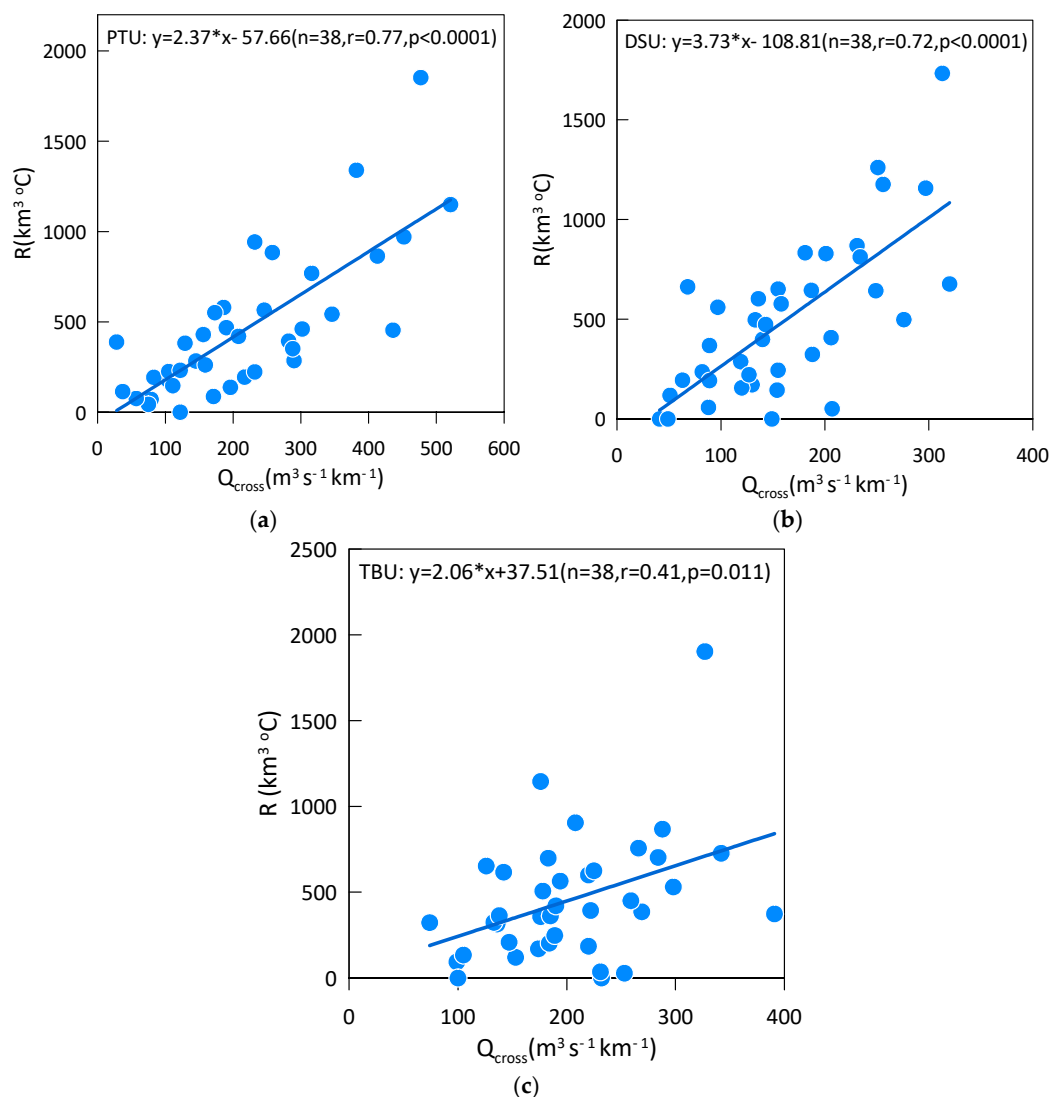 PTU: y=2.37*x- 57.66(n=38,r=0.77,p<0.0001)
2000
1500
1000
500
0
R(km³ ºC)
0 100 200 300 400 500 600
Qcross(m³ s⁻¹ km⁻¹)
(a)
DSU: y=3.73*x- 108.81(n=38,r=0.72,p<0.0001)
2000
1500
1000
500
0
R(km³ ºC)
0 100 200 300 400
Qcross(m³ s⁻¹ km⁻¹)
(b)
TBU: y=2.06*x+37.51(n=38,r=0.41,p=0.011)
2500
2000
1500
1000
500
0
R (km³ ºC)
0 100 200 300 400
Qcross(m³ s⁻¹ km⁻¹)
(c)